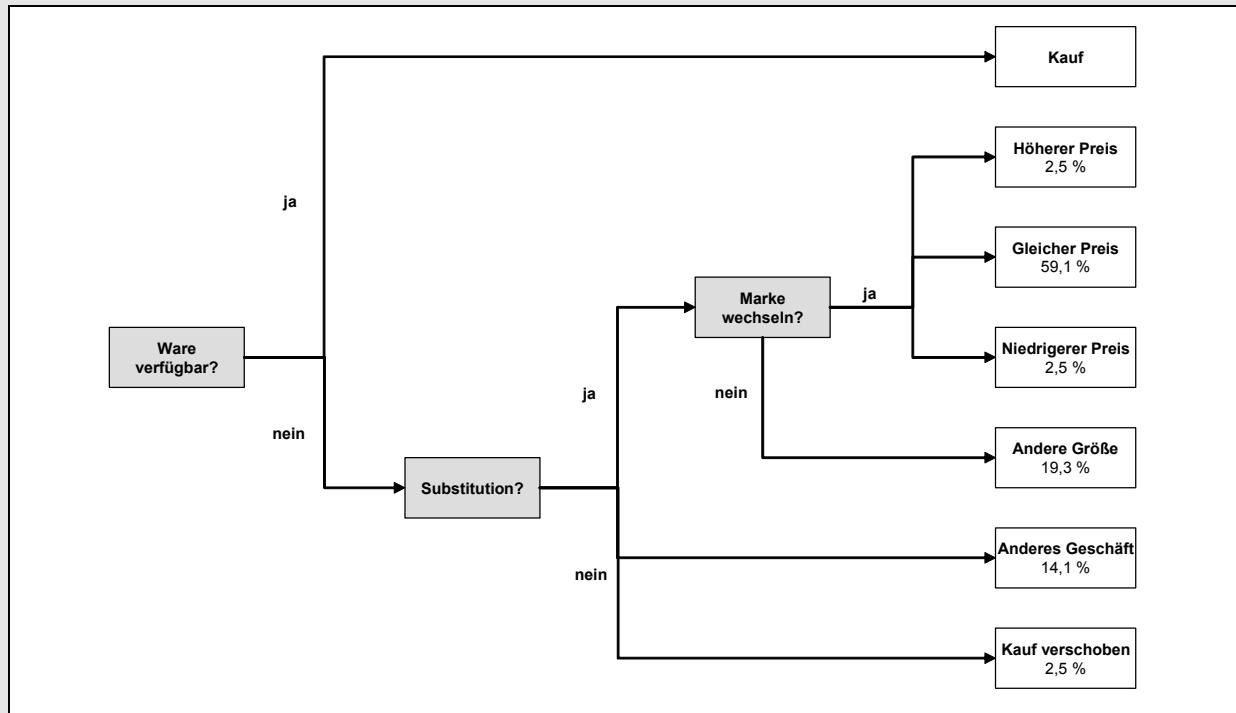 Kauf
Höherer Preis
2,5 %
ja
Gleicher Preis
59,1 %
Marke
wechseln?
ja
Ware
verfügbar?
Niedrigerer Preis
2,5 %
ja
nein
nein
Andere Größe
19,3 %
Substitution?
Anderes Geschäft
14,1 %
nein
Kauf verschoben
2,5 %